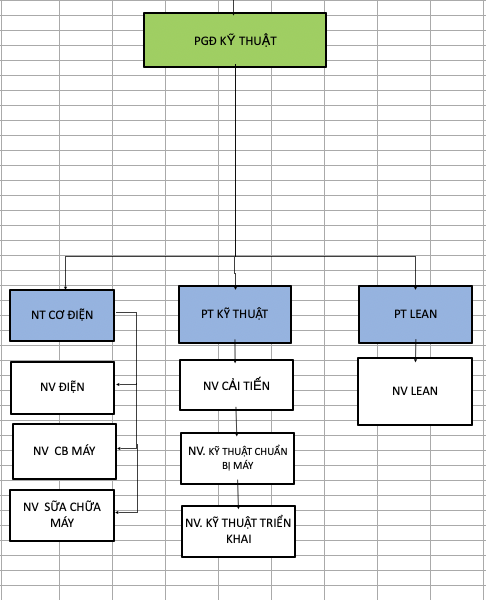 PGĐ KỸ THUẬT
NT CƠ ĐIỆN
PT KỸ THUẬT
PT LEAN
NV ĐIỆN
NV CẢI TIẾN
NV LEAN
NV CB MÁY
NV. KỸ THUẬT CHUẨN
BỊ MÁY
NV SỮA CHỮA
MÁY
NV. KỸ THUẬT TRIỂN
KHAI